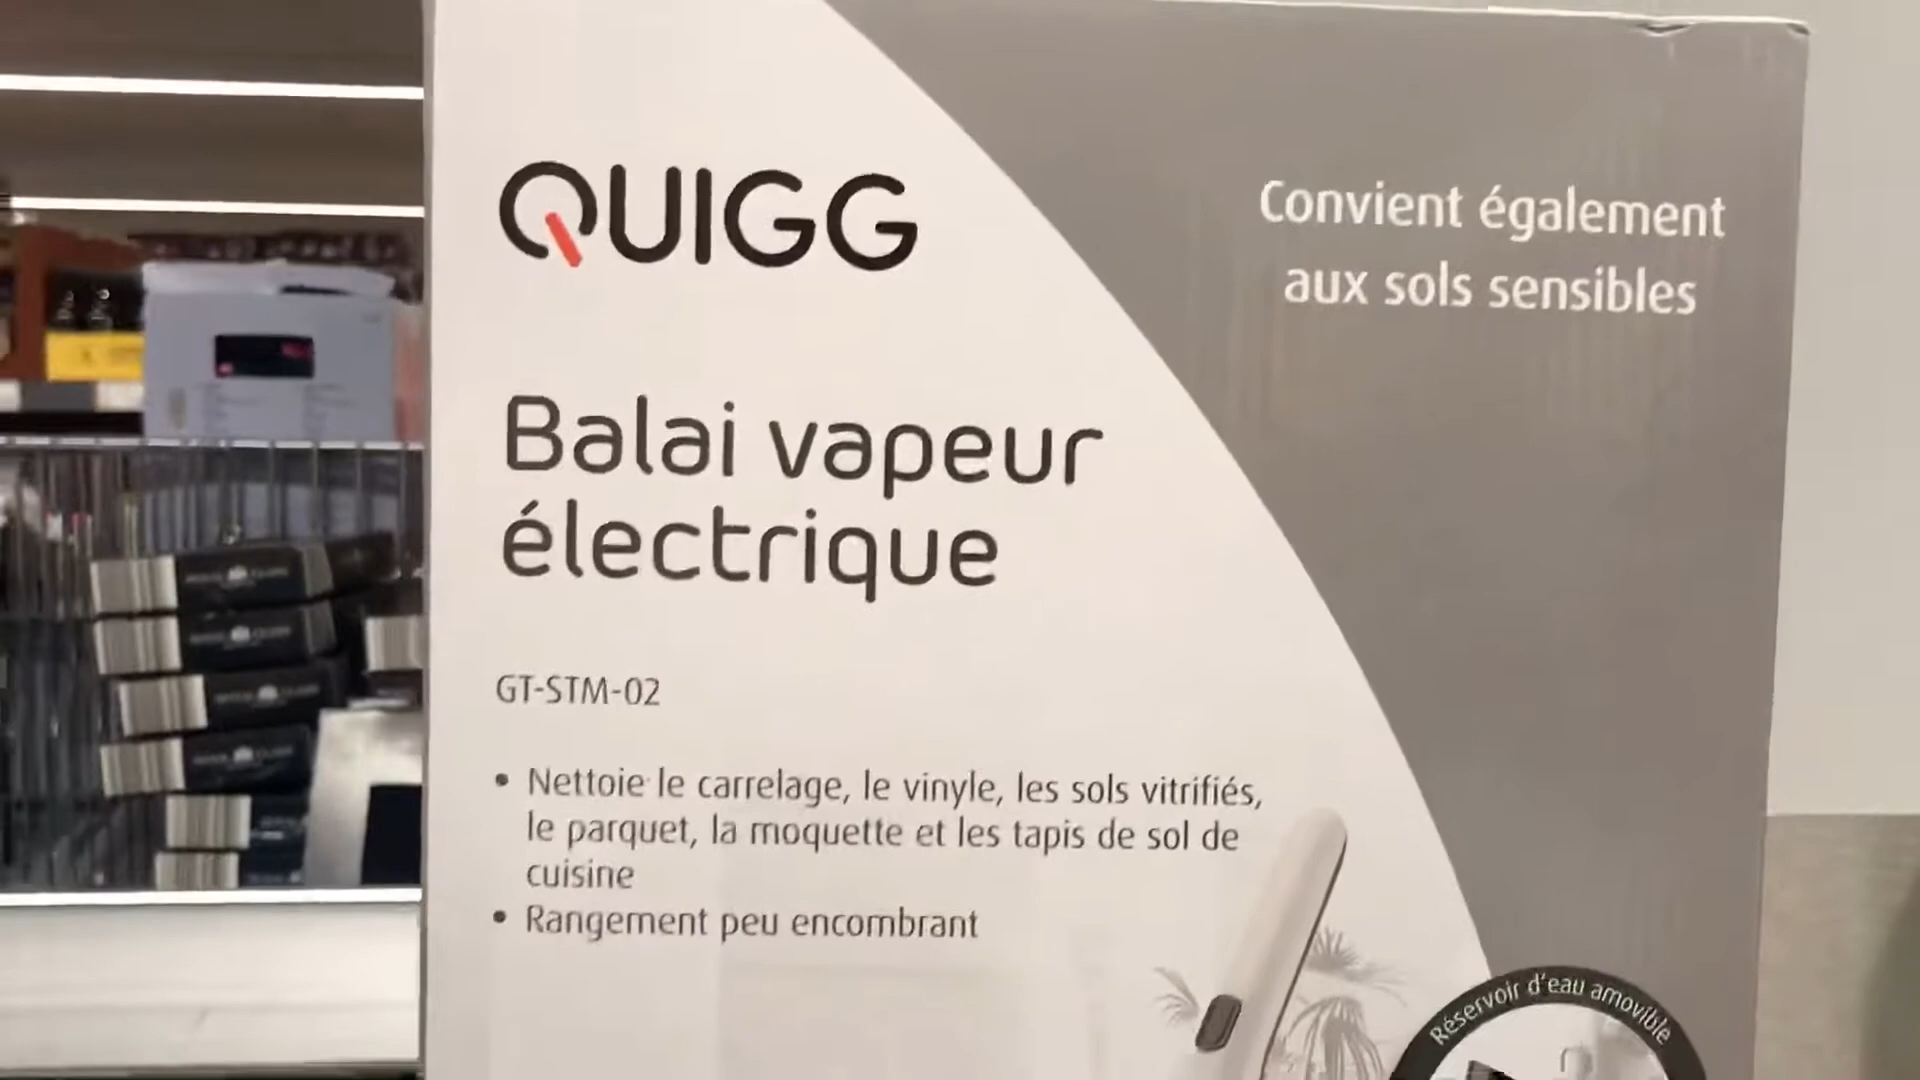 QUIGG
Convient également
aux sols sensibles
Balai vapeur
électrique
GT-STM-02
• Nettoie le carrelage, le vinyle, les sols vitrifiés,
le parquet, la moquette et les tapis de sol de
cuisine
• Rangement peu encombrant
Réservoir d'eau amovible